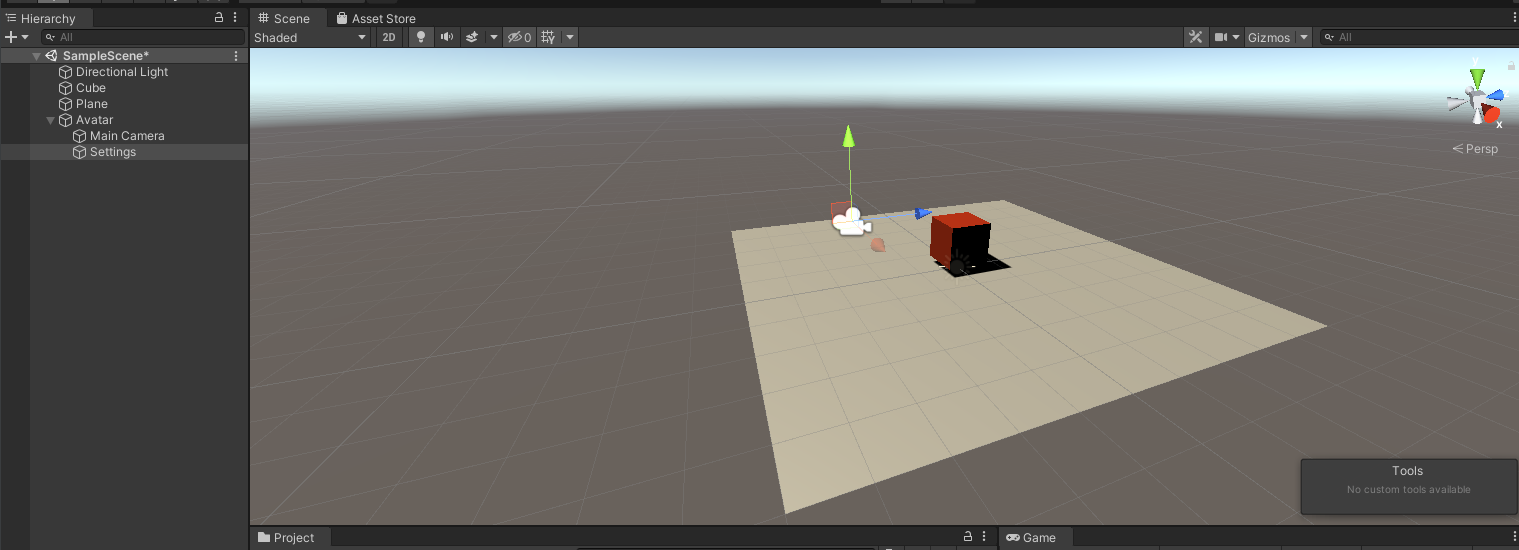 Hierarchy
Scene
Asset Store
All
Shaded
2D
0
Gizmos
All
SampleScene*
Directional Light
Cube
Plane
Avatar
Main Camera
Settings
y
x
Persp
Tools
No custom tools available
Project
Game